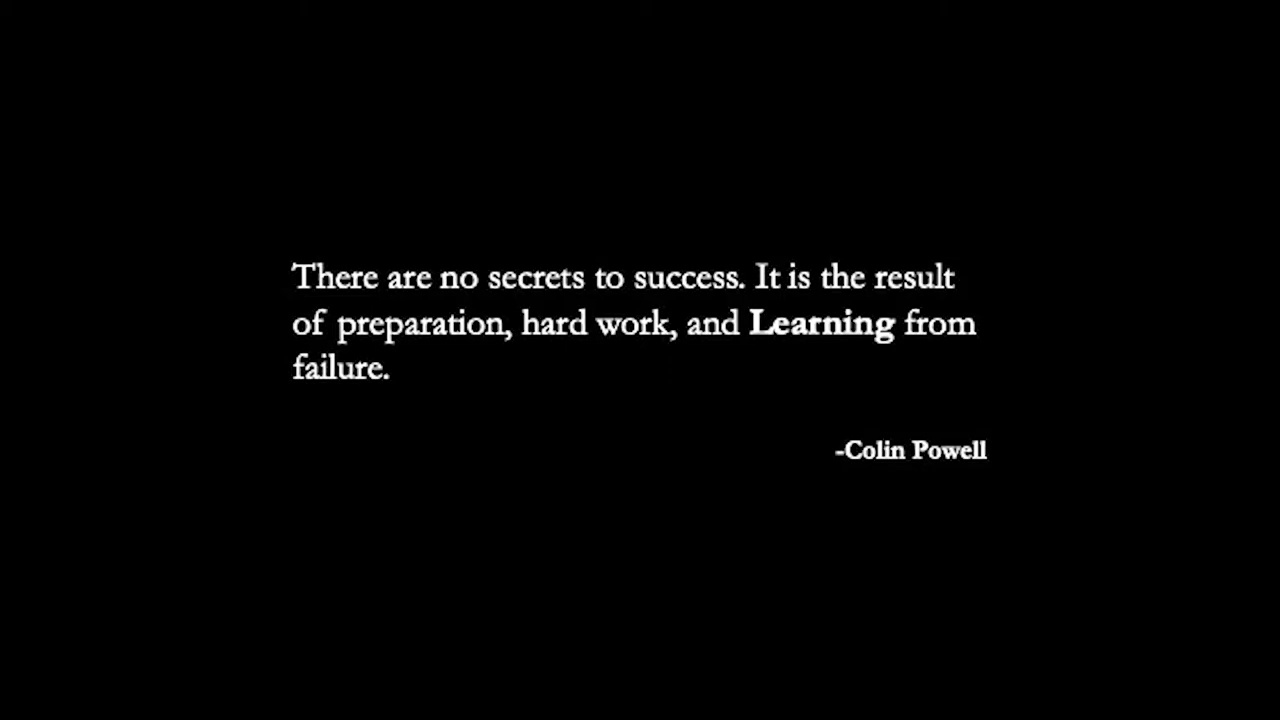 There are no secrets to success. It is the result
of preparation, hard work, and Learning from
failure.
-Colin Powell